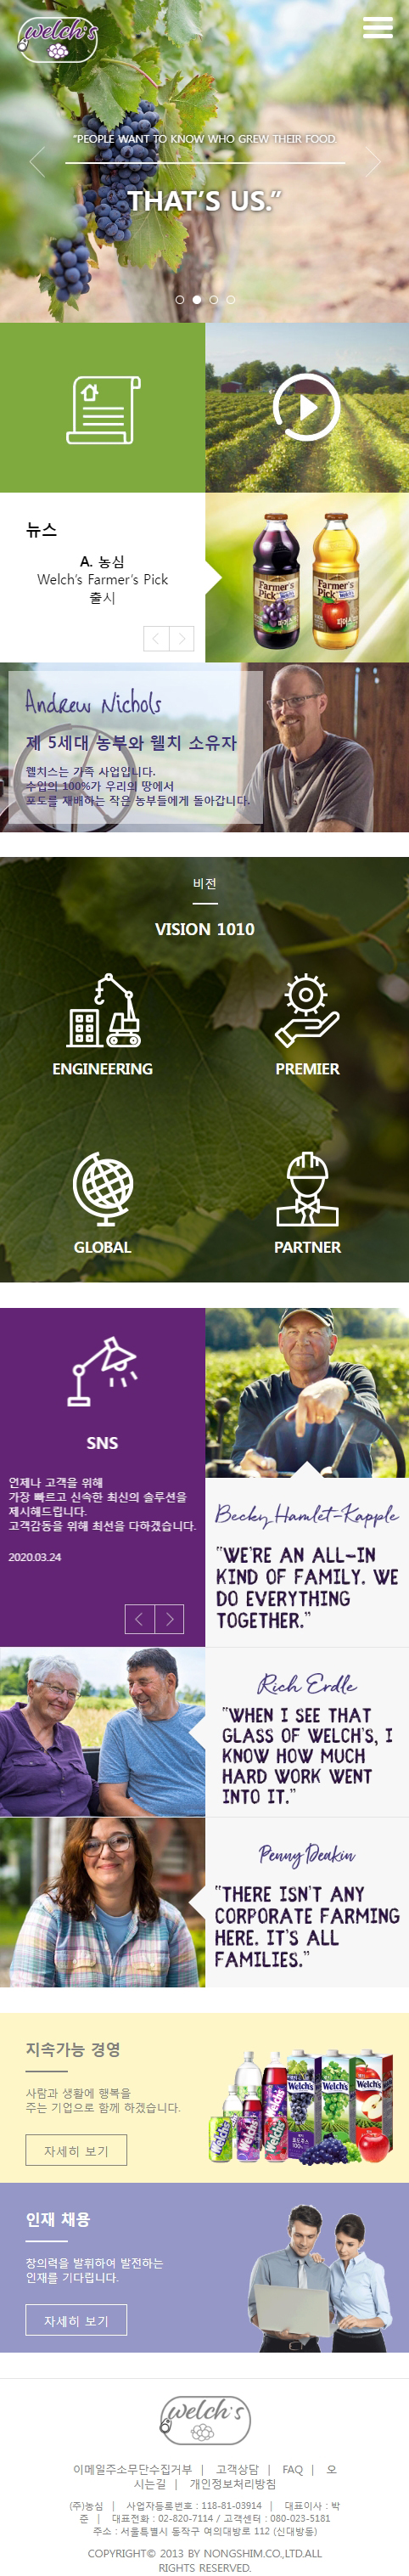 welch's
"PEOPLE WANT TO KNOW WHO GREW THEIR FOOD.
THAT'S US."
뉴스
A. 농심
Welch's Farmer's Pick
출시
Farmer's Pick
Farmer's Pick
Andrew Nichols
제 5세대 농부와 웰치 소유자
웰치스는 가족 사업입니다.
수입의 100%가 우리의 땅에서
포도를 재배하는 작은 농부들에게 돌아갑니다.
비전
VISION 1010
ENGINEERING
PREMIER
GLOBAL
PARTNER
SNS
언제나 고객을 위해
가장 빠르고 신속한 최신의 솔루션을
제시해드립니다.
고객감동을 위해 최선을 다하겠습니다.
2020.03.24
Becky Hamlet-Kapple
"WE'RE AN ALL-IN
KIND OF FAMILY. WE
DO EVERYTHING
TOGETHER."
Rich Erdle
"WHEN I SEE THAT
GLASS OF WELCH'S, I
KNOW HOW MUCH
HARD WORK WENT
INTO IT."
Penny Deakin
"THERE ISN'T ANY
CORPORATE FARMING
HERE. IT'S ALL
FAMILIES."
지속가능 경영
사람과 생활에 행복을
주는 기업으로 함께 하겠습니다.
자세히 보기
Welch's
Welch's
Welch's
인재 채용
창의력을 발휘하여 발전하는
인재를 기다립니다.
자세히 보기
welch's
이메일주소무단수집거부 | 고객상담 | FAQ | 오
시는길 | 개인정보처리방침
(주)농심 | 사업자등록번호 : 118-81-03914 | 대표이사 : 박
준 | 대표전화 : 02-820-7114 / 고객센터 : 080-023-5181
주소 : 서울특별시 동작구 여의대방로 112 (신대방동)
COPYRIGHT© 2013 BY NONGSHIM.CO.,LTD.ALL
RIGHTS RESERVED.